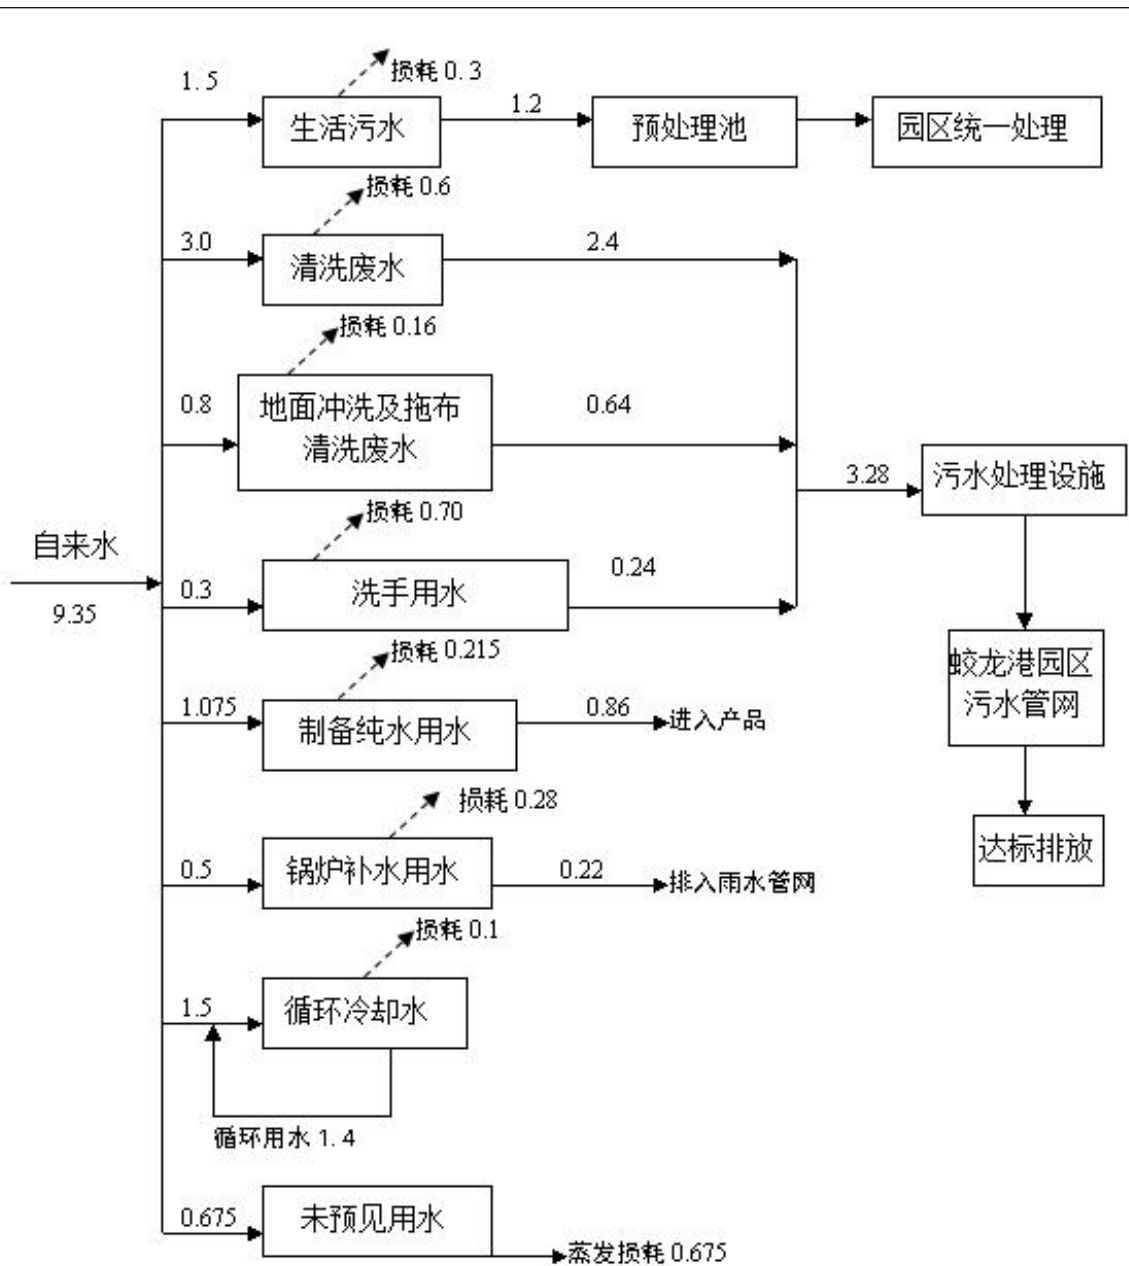 损耗 0.3
1.5
生活污水
1.2
预处理池
园区统一处理
损耗 0.6
3.0
清洗废水
2.4
损耗 0.16
0.8
地面冲洗及拖布
清洗废水
0.64
3.28
污水处理设施
损耗 0.70
自来水
9.35
0.3
洗手用水
0.24
蛟龙港园区
污水管网
损耗 0.215
1.075
制备纯水用水
0.86
进入产品
损耗 0.28
达标排放
0.5
锅炉补水用水
0.22
排入雨水管网
损耗 0.1
1.5
循环冷却水
循环用水 1.4
0.675
未预见用水
蒸发损耗 0.675